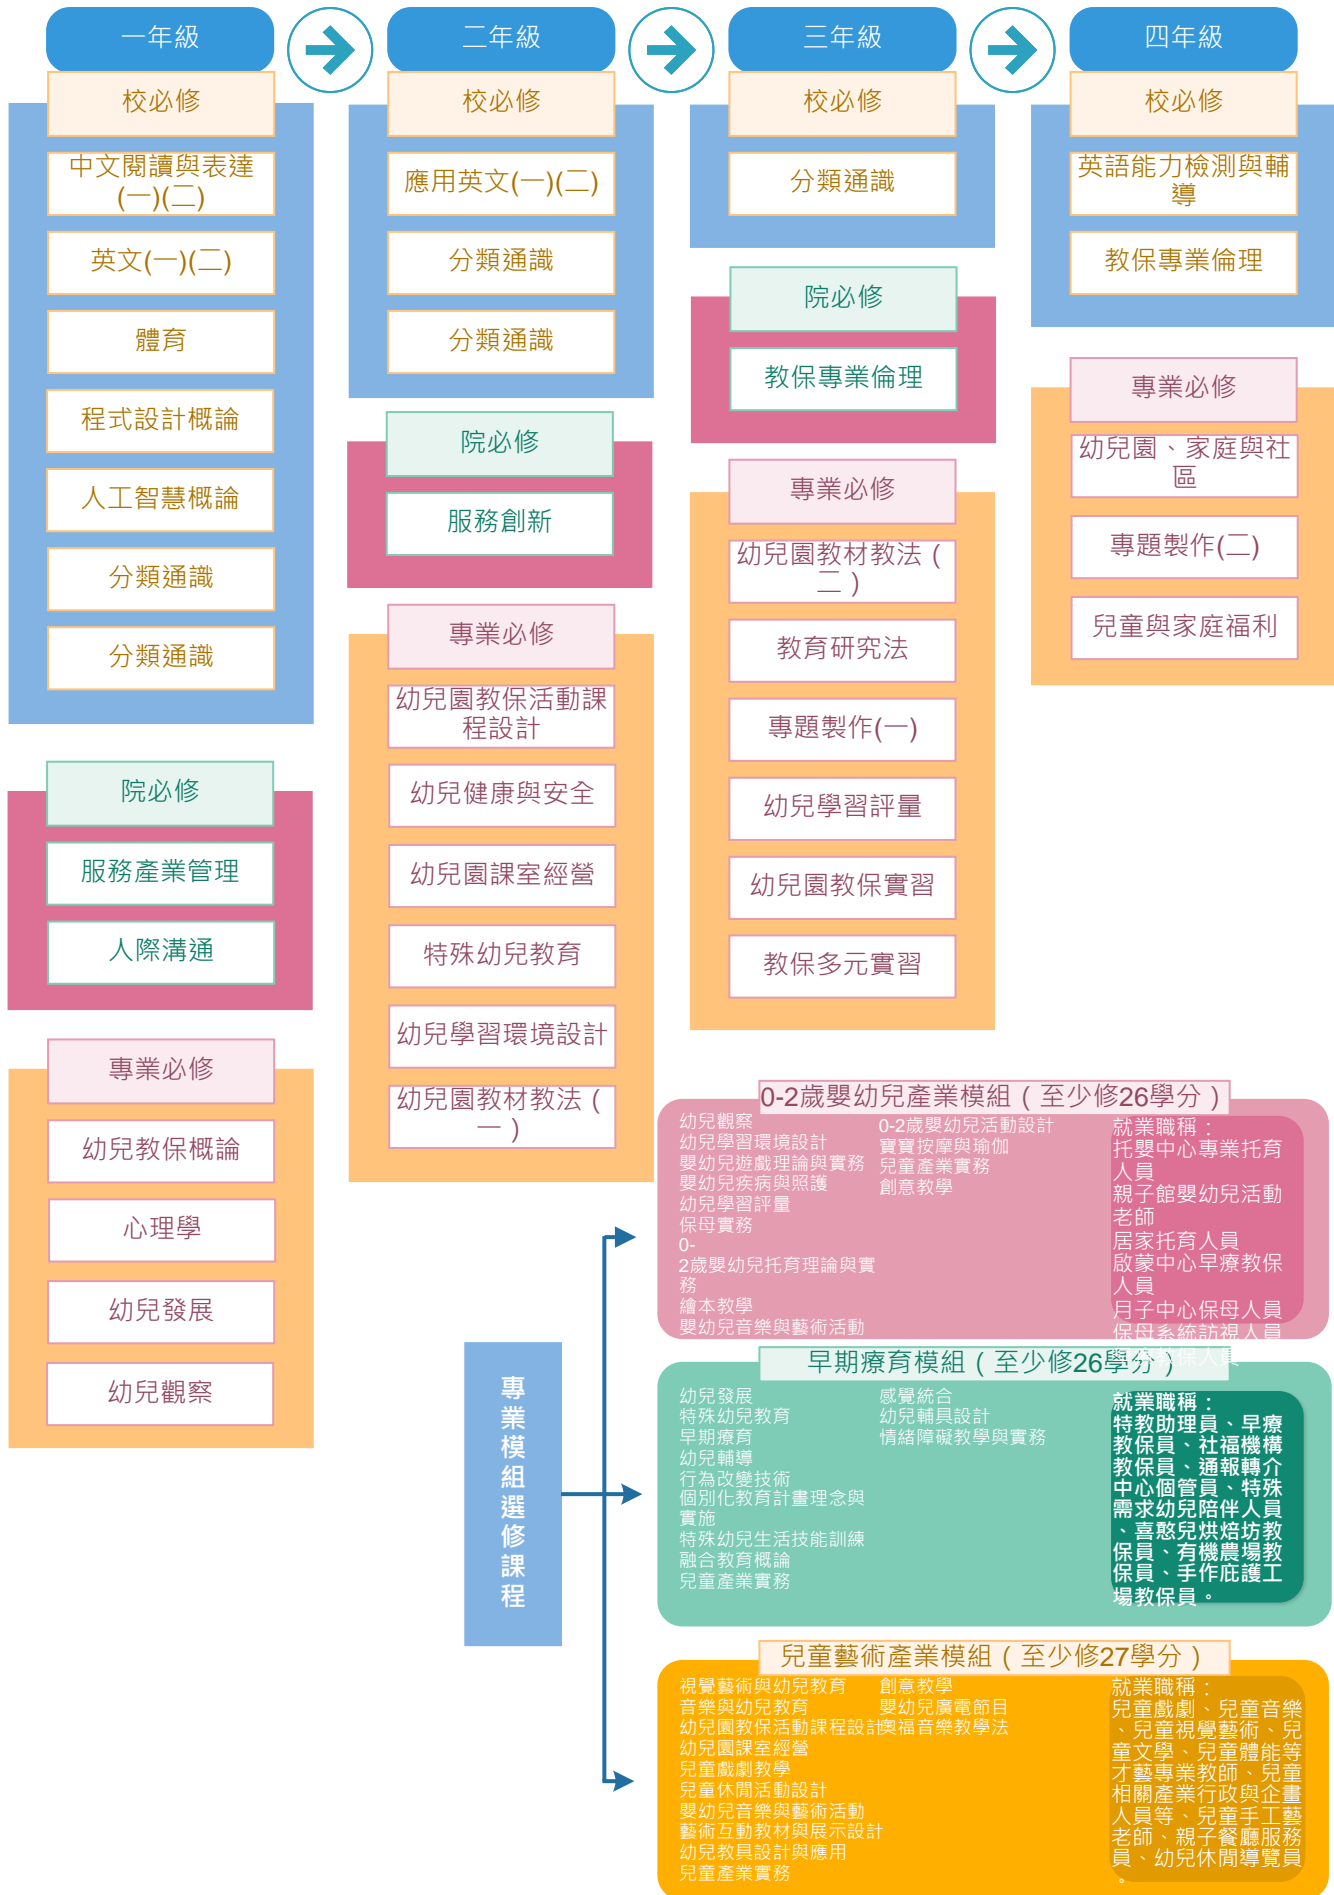 一年級
校必修
中文閱讀與表達
(一)(二)
英文(一)(二)
體育
程式設計概論
人工智慧概論
分類通識
分類通識
院必修
服務產業管理
人際溝通
專業必修
幼兒教保概論
心理學
幼兒發展
幼兒觀察
二年級
校必修
應用英文(一)(二)
分類通識
分類通識
院必修
服務創新
專業必修
幼兒園教保活動課
程設計
幼兒健康與安全
幼兒園課室經營
特殊幼兒教育
幼兒學習環境設計
幼兒園教材教法（
一）
三年級
校必修
分類通識
院必修
教保專業倫理
專業必修
幼兒園教材教法（
二）
教育研究法
專題製作(一)
幼兒學習評量
幼兒園教保實習
教保多元實習
四年級
校必修
英語能力檢測與輔
導
教保專業倫理
專業必修
幼兒園、家庭與社
區
專題製作(二)
兒童與家庭福利
專業模組選修課程
0-2歲嬰幼兒產業模組（至少修26學分）
幼兒觀察
幼兒學習環境設計
嬰幼兒遊戲理論與實務
嬰幼兒疾病與照護
幼兒學習評量
保母實務
0-
2歲嬰幼兒托育理論與實
務
繪本教學
嬰幼兒音樂與藝術活動
0-2歲嬰幼兒活動設計
寶寶按摩與瑜伽
兒童產業實務
創意教學
就業職稱：
托嬰中心專業托育
人員
親子館嬰幼兒活動
老師
居家托育人員
啟蒙中心早療教保
人員
月子中心保母人員
保母系統訪視人員
早期療育模組（至少修26學分）
幼兒發展
特殊幼兒教育
早期療育
幼兒輔導
行為改變技術
個別化教育計畫理念與
實施
特殊幼兒生活技能訓練
融合教育概論
兒童產業實務
感覺統合
幼兒輔具設計
情緒障礙教學與實務
就業職稱：
特教助理員、早療
教保員、社福機構
教保員、通報轉介
中心個管員、特殊
需求幼兒陪伴人員
、喜憨兒烘焙坊教
保員、有機農場教
保員、手作庇護工
場教保員。
兒童藝術產業模組（至少修27學分）
視覺藝術與幼兒教育
音樂與幼兒教育
幼兒園教保活動課程設計
幼兒園課室經營
兒童戲劇教學
兒童休閒活動設計
嬰幼兒音樂與藝術活動
藝術互動教材與展示設計
幼兒教具設計與應用
兒童產業實務
創意教學
嬰幼兒廣電節目
奧福音樂教學法
就業職稱：
兒童戲劇、兒童音樂
、兒童視覺藝術、兒
童文學、兒童體能等
才藝專業教師、兒童
相關產業行政與企畫
人員等、兒童手工藝
老師、親子餐廳服務
員、幼兒休閒導覽員
。